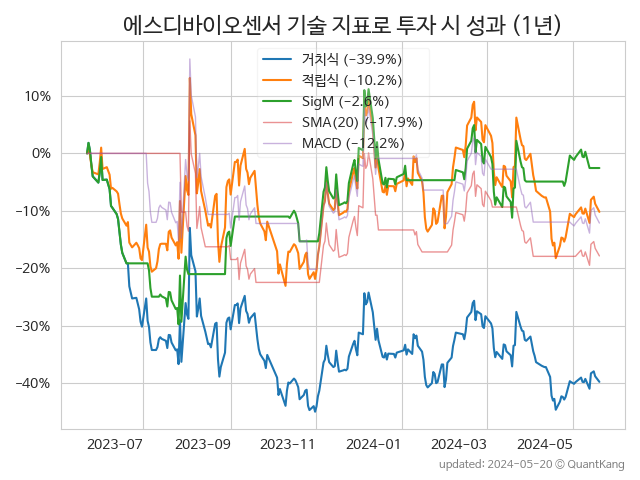 에스디바이오센서 기술 지표로 투자 시 성과 (1년)
거치식 (-39.9%)
적립식 (-10.2%)
SigM (-2.6%)
SMA(20) (-17.9%)
MACD (-12.2%)
10%
0%
-10%
-20%
-30%
-40%
2023-07
2023-09
2023-11
2024-01
2024-03
2024-05
updated: 2024-05-20 © QuantKang